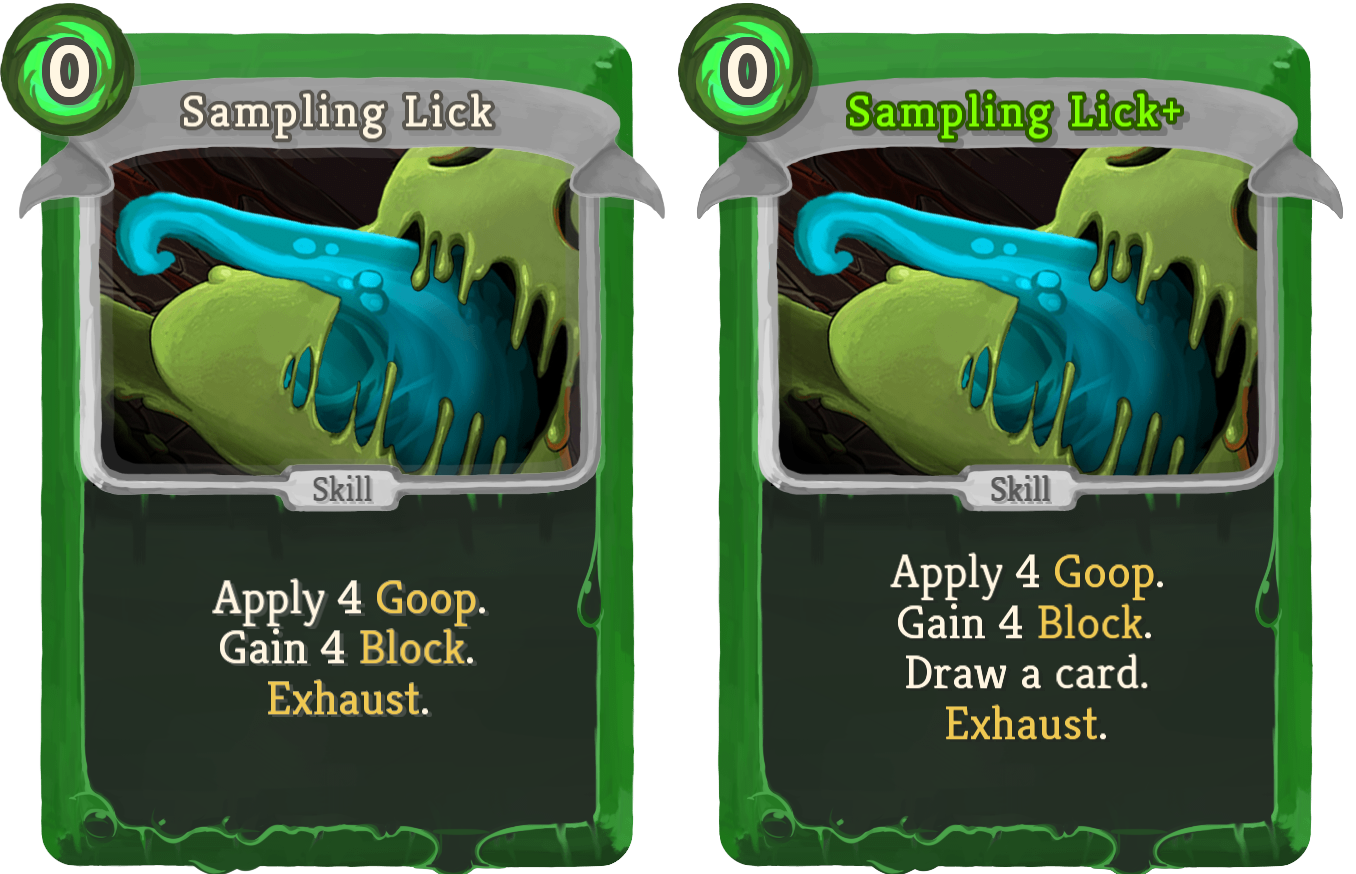 0
Sampling Lick
Skill
Apply 4 Goop.
Gain 4 Block.
Exhaust.
0
Sampling Lick+
Skill
Apply 4 Goop.
Gain 4 Block.
Draw a card.
Exhaust.